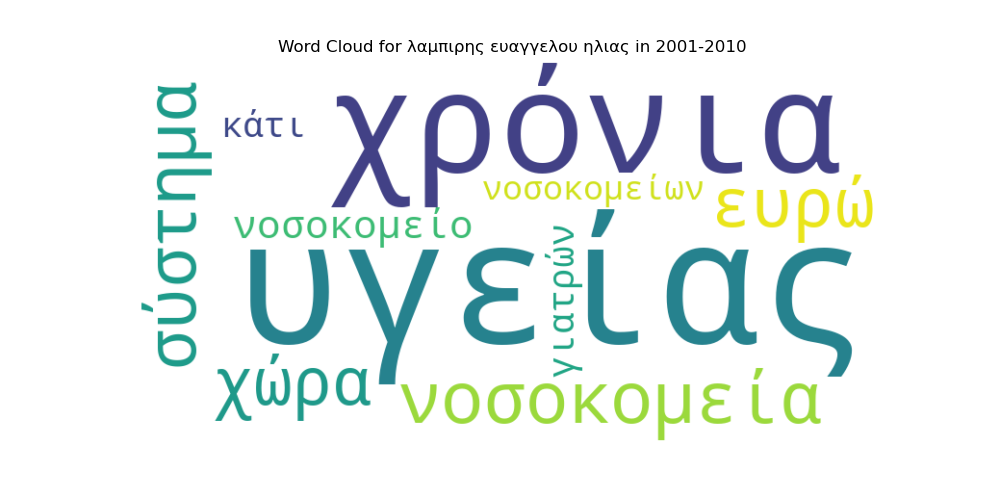 Word Cloud for λαμπιρης ευαγγελου ηλιας in 2001-2010
σύστημα
κάτι
χρόνια
νοσοκομείων
ευρώ
νοσοκομείο
υγείας
γιατρών
χώρα
νοσοκομεία